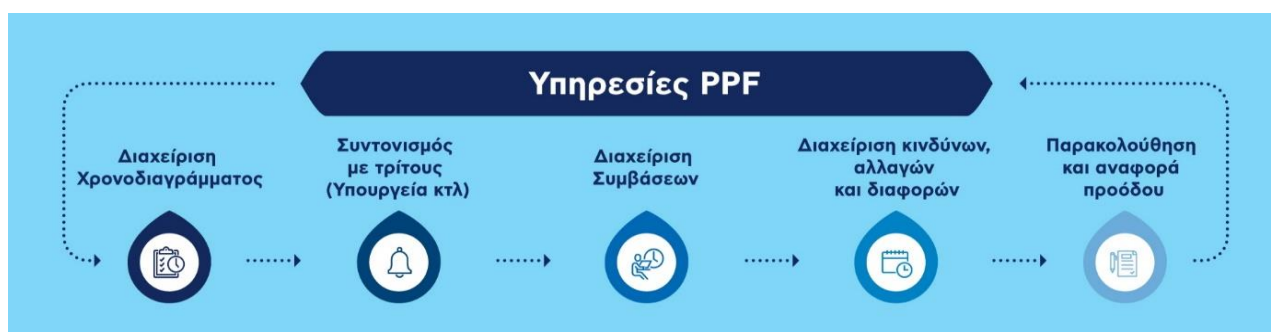 Υπηρεσίες PPF
Διαχείριση
Χρονοδιαγράμματος
Συντονισμός
με τρίτους
(Υπουργεία κτλ)
Διαχείριση
Συμβάσεων
Διαχείριση κινδύνων,
αλλαγών
και διαφορών
Παρακολούθηση
και αναφορά
προόδου